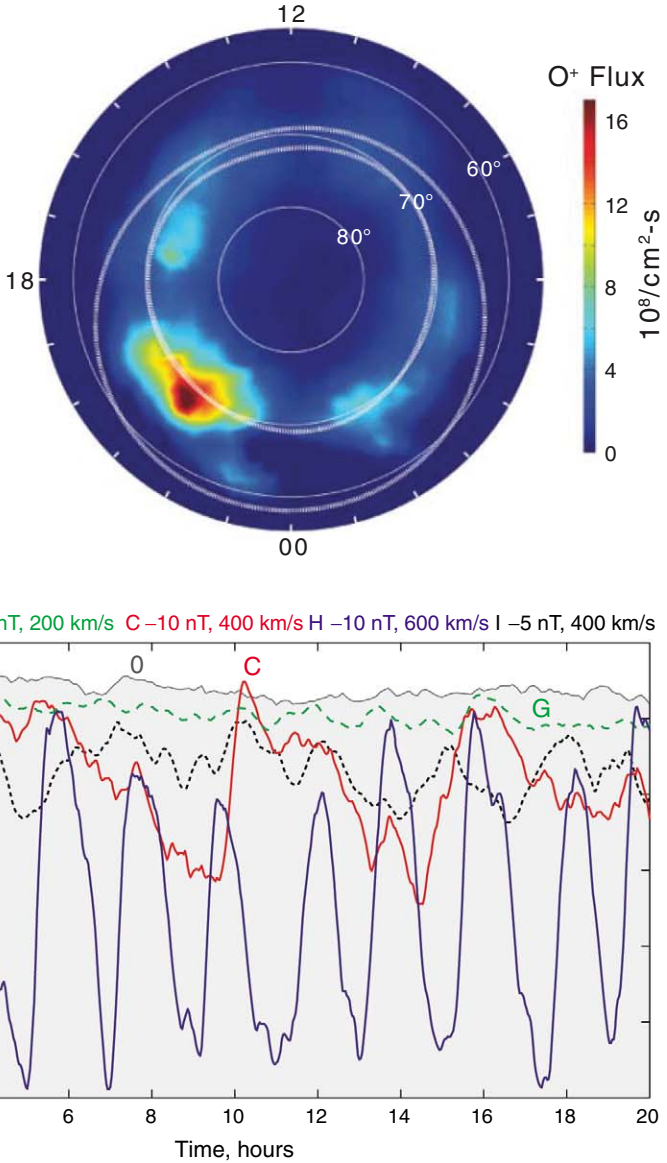 12
O⁺ Flux
16
60°
70°
12
80°
18
8
10⁸/cm²-s
4
0
00
nT, 200 km/s C –10 nT, 400 km/s H –10 nT, 600 km/s I –5 nT, 400 km/s
0 C
G
6 8 10 12 14 16 18 20
Time, hours